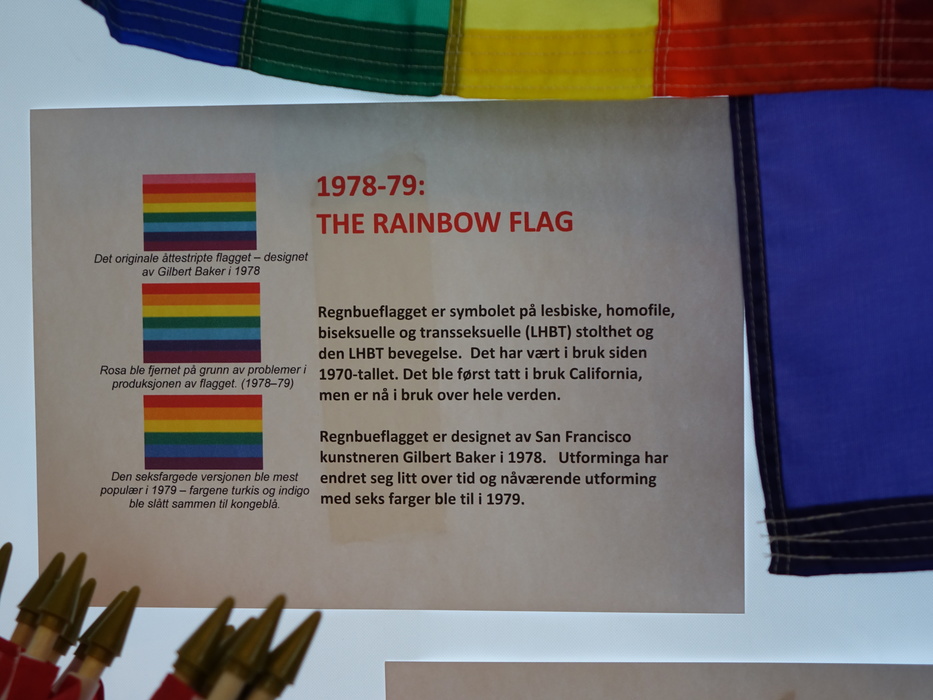 1978-79:
THE RAINBOW FLAG
Det originale åttestripte flagget – designet
av Gilbert Baker i 1978
Rosa ble fjernet på grunn av problemer i
produksjonen av flagget. (1978–79)
Den seksfargede versjonen ble mest
populær i 1979 – fargene turkis og indigo
ble slått sammen til kongeblå.
Regnbueflagget er symbolet på lesbiske, homofile,
biseksuelle og transseksuelle (LHBT) stolthet og
den LHBT bevegelse. Det har vært i bruk siden
1970-tallet. Det ble først tatt i bruk California,
men er nå i bruk over hele verden.
Regnbueflagget er designet av San Francisco
kunstneren Gilbert Baker i 1978. Utforminga har
endret seg litt over tid og nåværende utforming
med seks farger ble til i 1979.